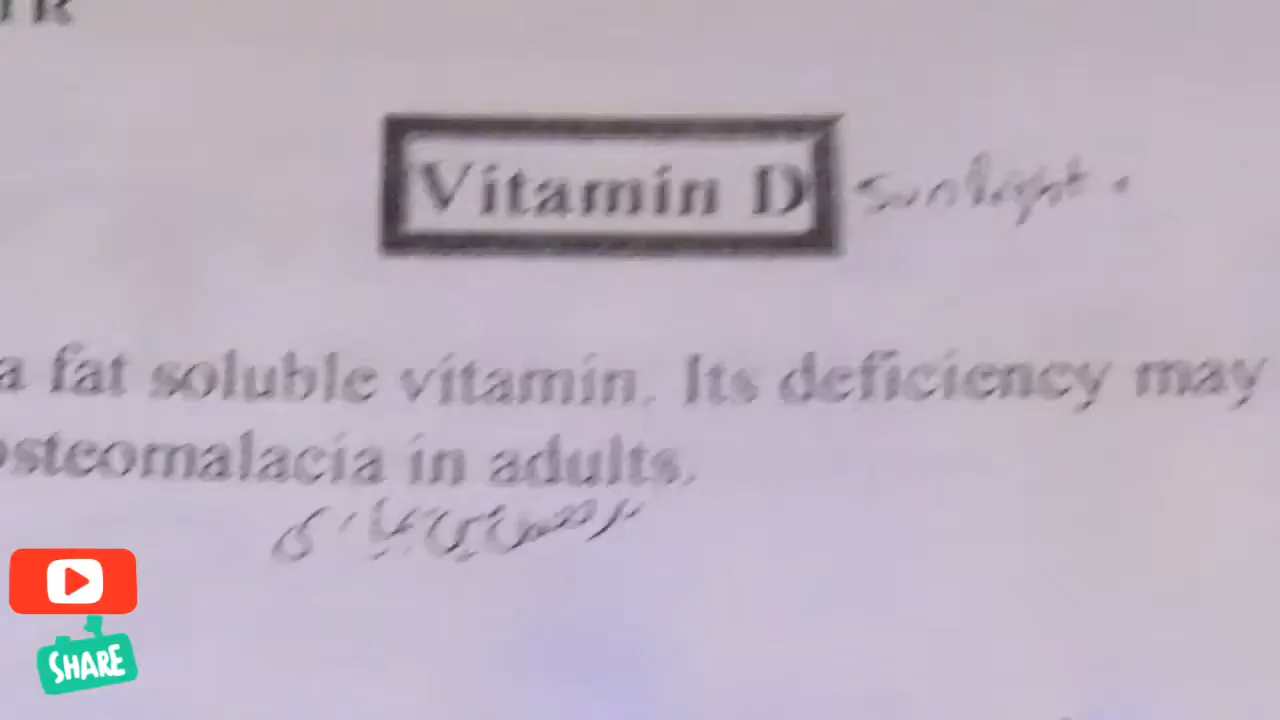 Vitamin D sunlight.
a fat soluble vitamin. Its deficiency may
osteomalacia in adults.
SHARE